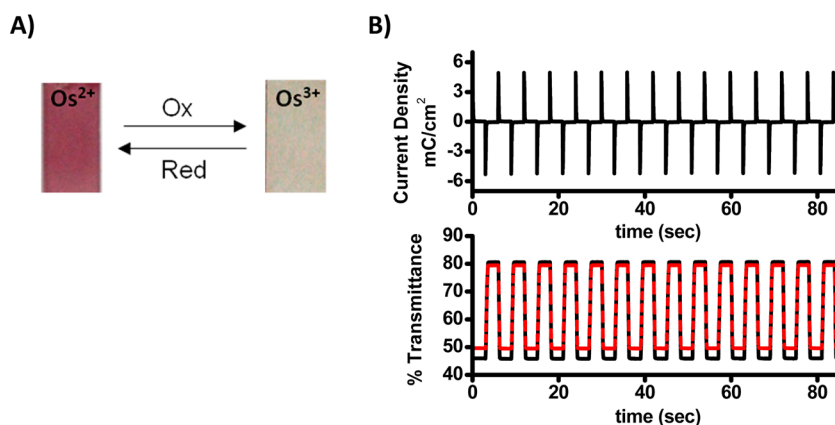 A)
Os²⁺
Ox
Red
Os³⁺
B)
Current Density
mC/cm²
6
3
0
-3
-6
0 20 40 60 80
time (sec)
% Transmittance
90
80
70
60
50
40
0 20 40 60 80
time (sec)